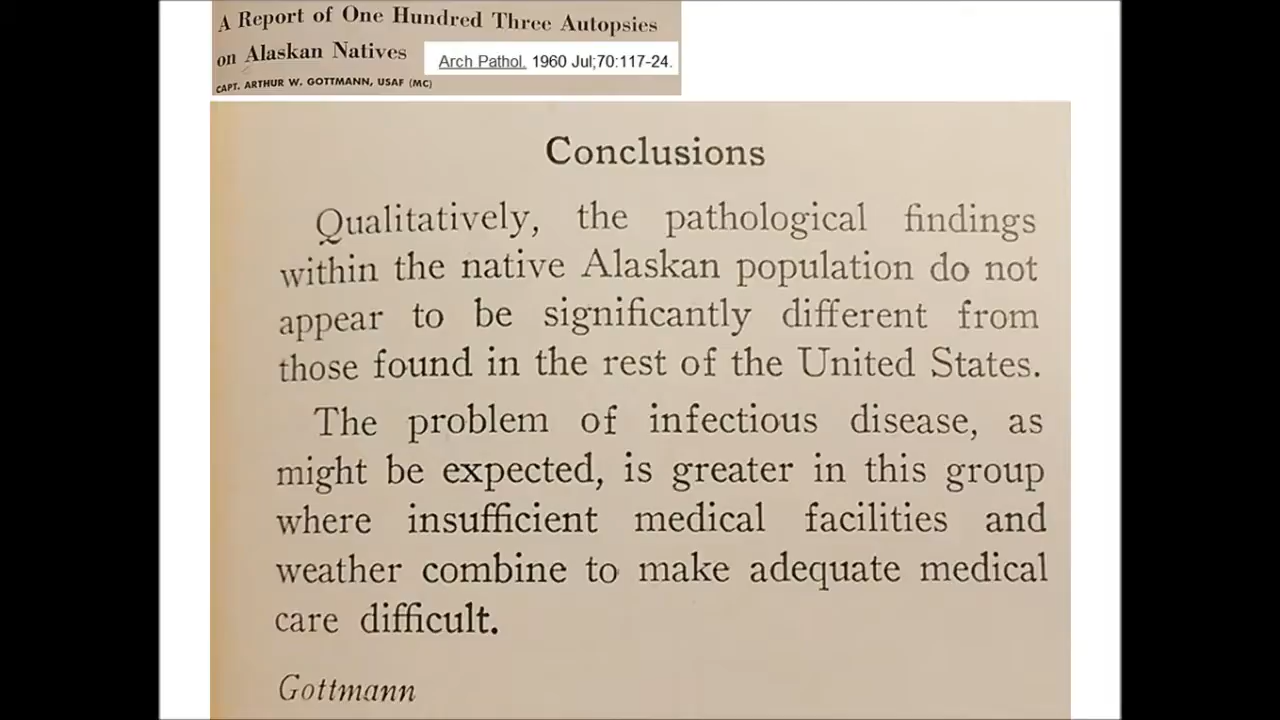 A Report of One Hundred Three Autopsies
on Alaskan Natives
Arch Pathol. 1960 Jul;70:117-24.
CAPT. ARTHUR W. GOTTMANN, USAF (MC)
Conclusions
Qualitatively, the pathological findings
within the native Alaskan population do not
appear to be significantly different from
those found in the rest of the United States.
The problem of infectious disease, as
might be expected, is greater in this group
where insufficient medical facilities and
weather combine to make adequate medical
care difficult.
Gottmann